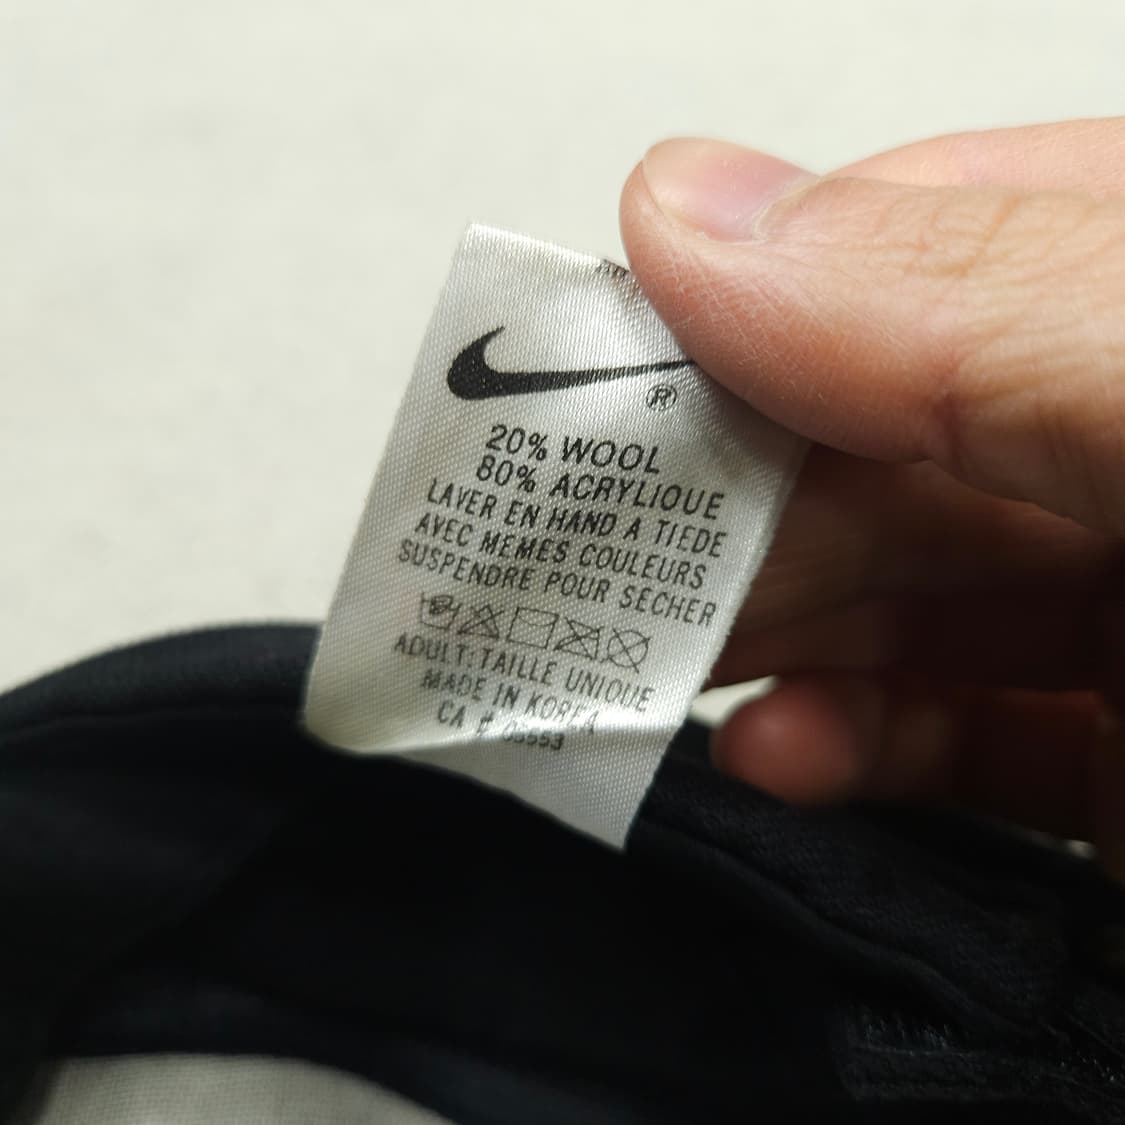 ®
20% WOOL
80% ACRYLIQUE
LAVER EN HAND A TIEDE
AVEC MEMES COULEURS
SUSPENDRE POUR SECHER
ADULT:TAILLE UNIQUE
MADE IN KOREA
CA #